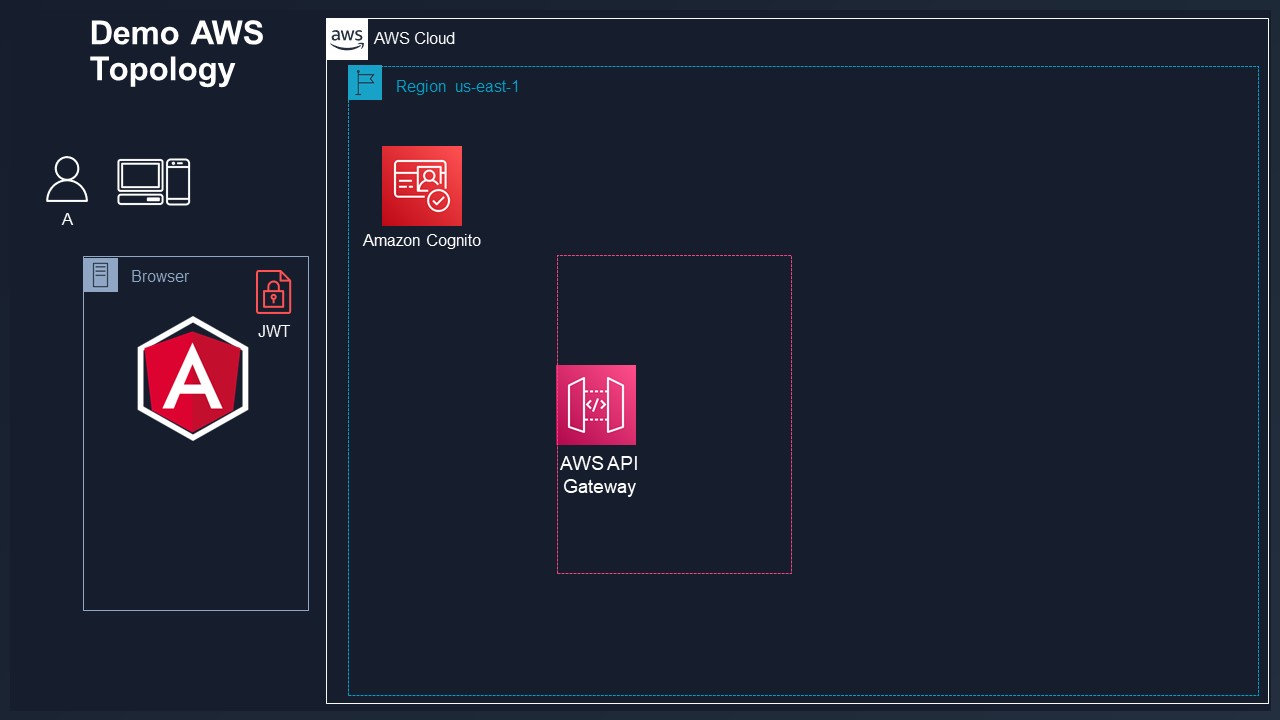 Demo AWS
Topology
aws
AWS Cloud
Region us-east-1
A
Amazon Cognito
Browser
JWT
A
</>
AWS API
Gateway